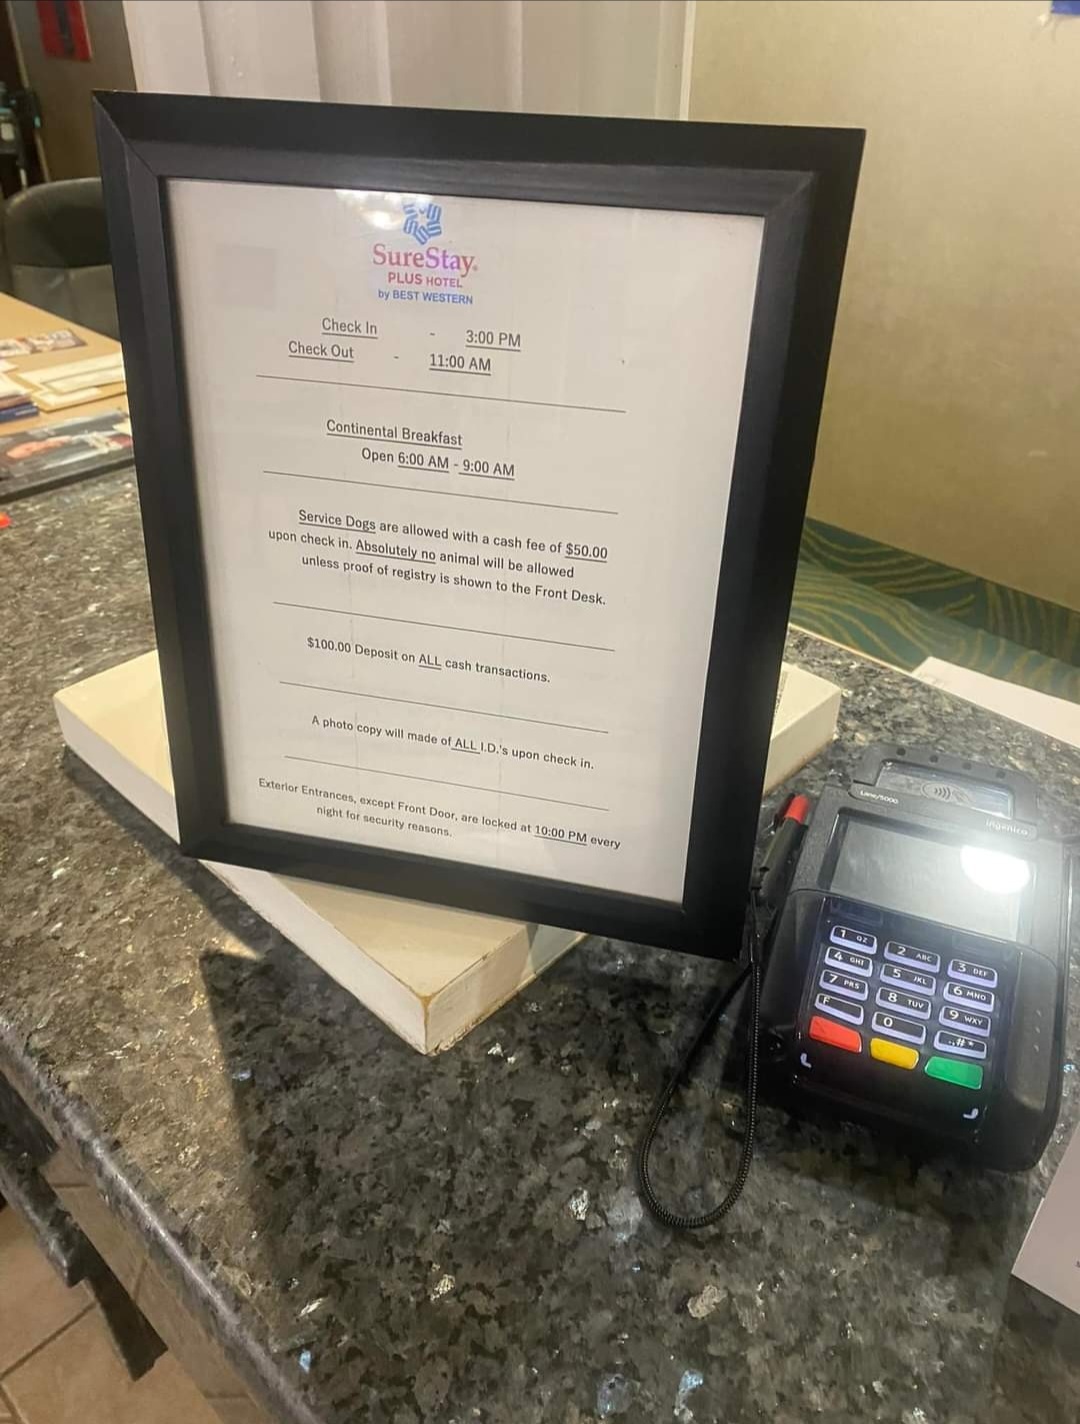 SureStay.
PLUS HOTEL
by BEST WESTERN
Check In - 3:00 PM
Check Out - 11:00 AM
Continental Breakfast
Open 6:00 AM - 9:00 AM
Service Dogs are allowed with a cash fee of $50.00
upon check in. Absolutely no animal will be allowed
unless proof of registry is shown to the Front Desk.
$100.00 Deposit on ALL cash transactions.
A photo copy will made of ALL I.D.'s upon check in.
Exterior Entrances, except Front Door, are locked at 10:00 PM every
night for security reasons.
Lane/5000
ingenico
1 QZ 2 ABC 3 DEF
4 GHI 5 JKL 6 MNO
7 PRS 8 TUV 9 WXY
F 0 .,#*